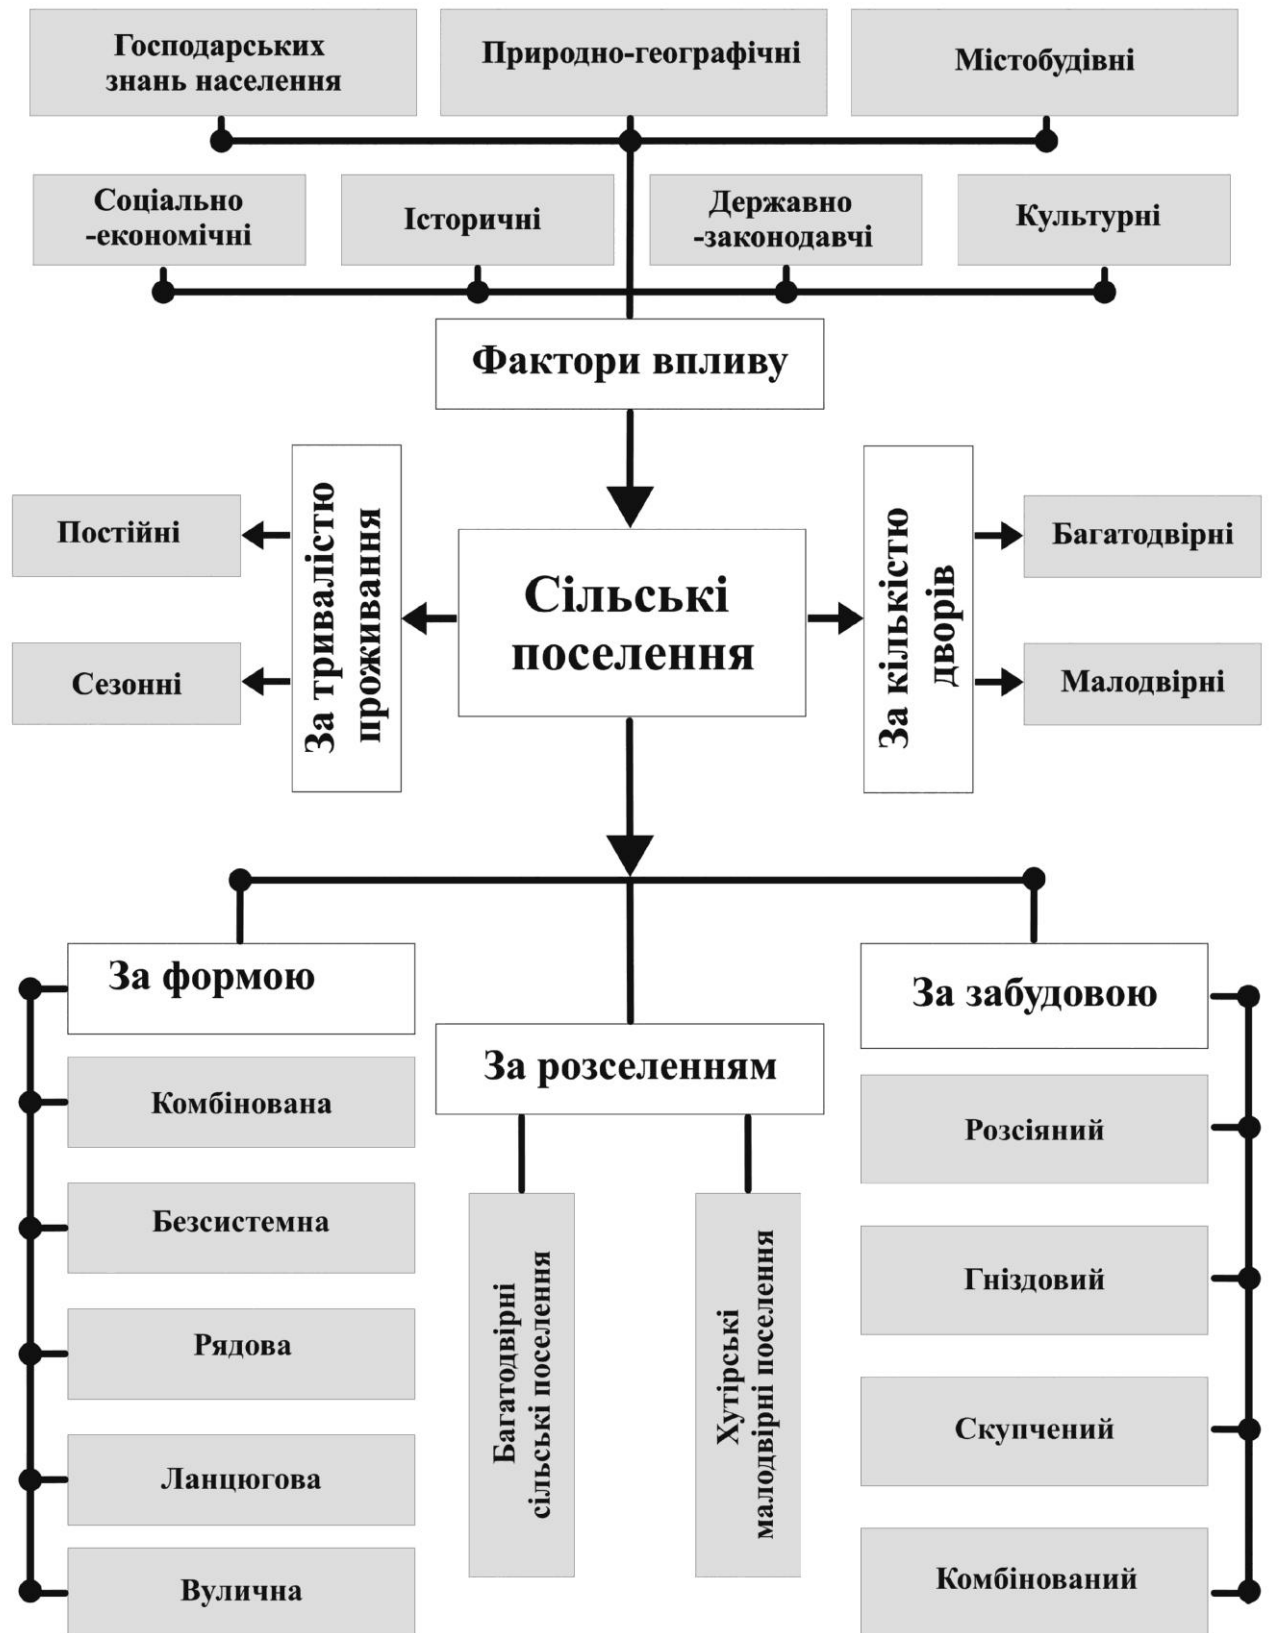 Господарських
знань населення
Природно-географічні
Містобудівні
Соціально
-економічні
Історичні
Державно
-законодавчі
Культурні
Фактори впливу
За тривалістю
проживання
Постійні
Сезонні
Сільські
поселення
За кількістю
дворів
Багатодвірні
Малодвірні
За формою
Комбінована
Безсистемна
Рядова
Ланцюгова
Вулична
За розселенням
Багатодвірні
сільські поселення
Хутірські
малодвірні поселення
За забудовою
Розсіяний
Гніздовий
Скупчений
Комбінований